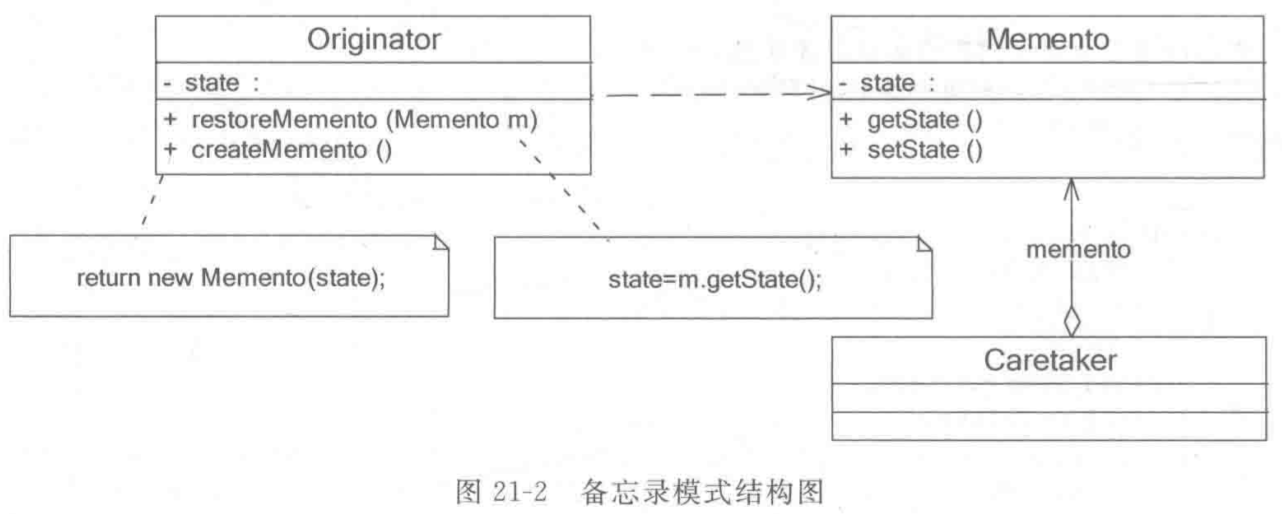 Originator
- state :
+ restoreMemento (Memento m)
+ createMemento ()
Memento
- state :
+ getState ()
+ setState ()
return new Memento(state);
state=m.getState();
memento
Caretaker
图 21-2 备忘录模式结构图